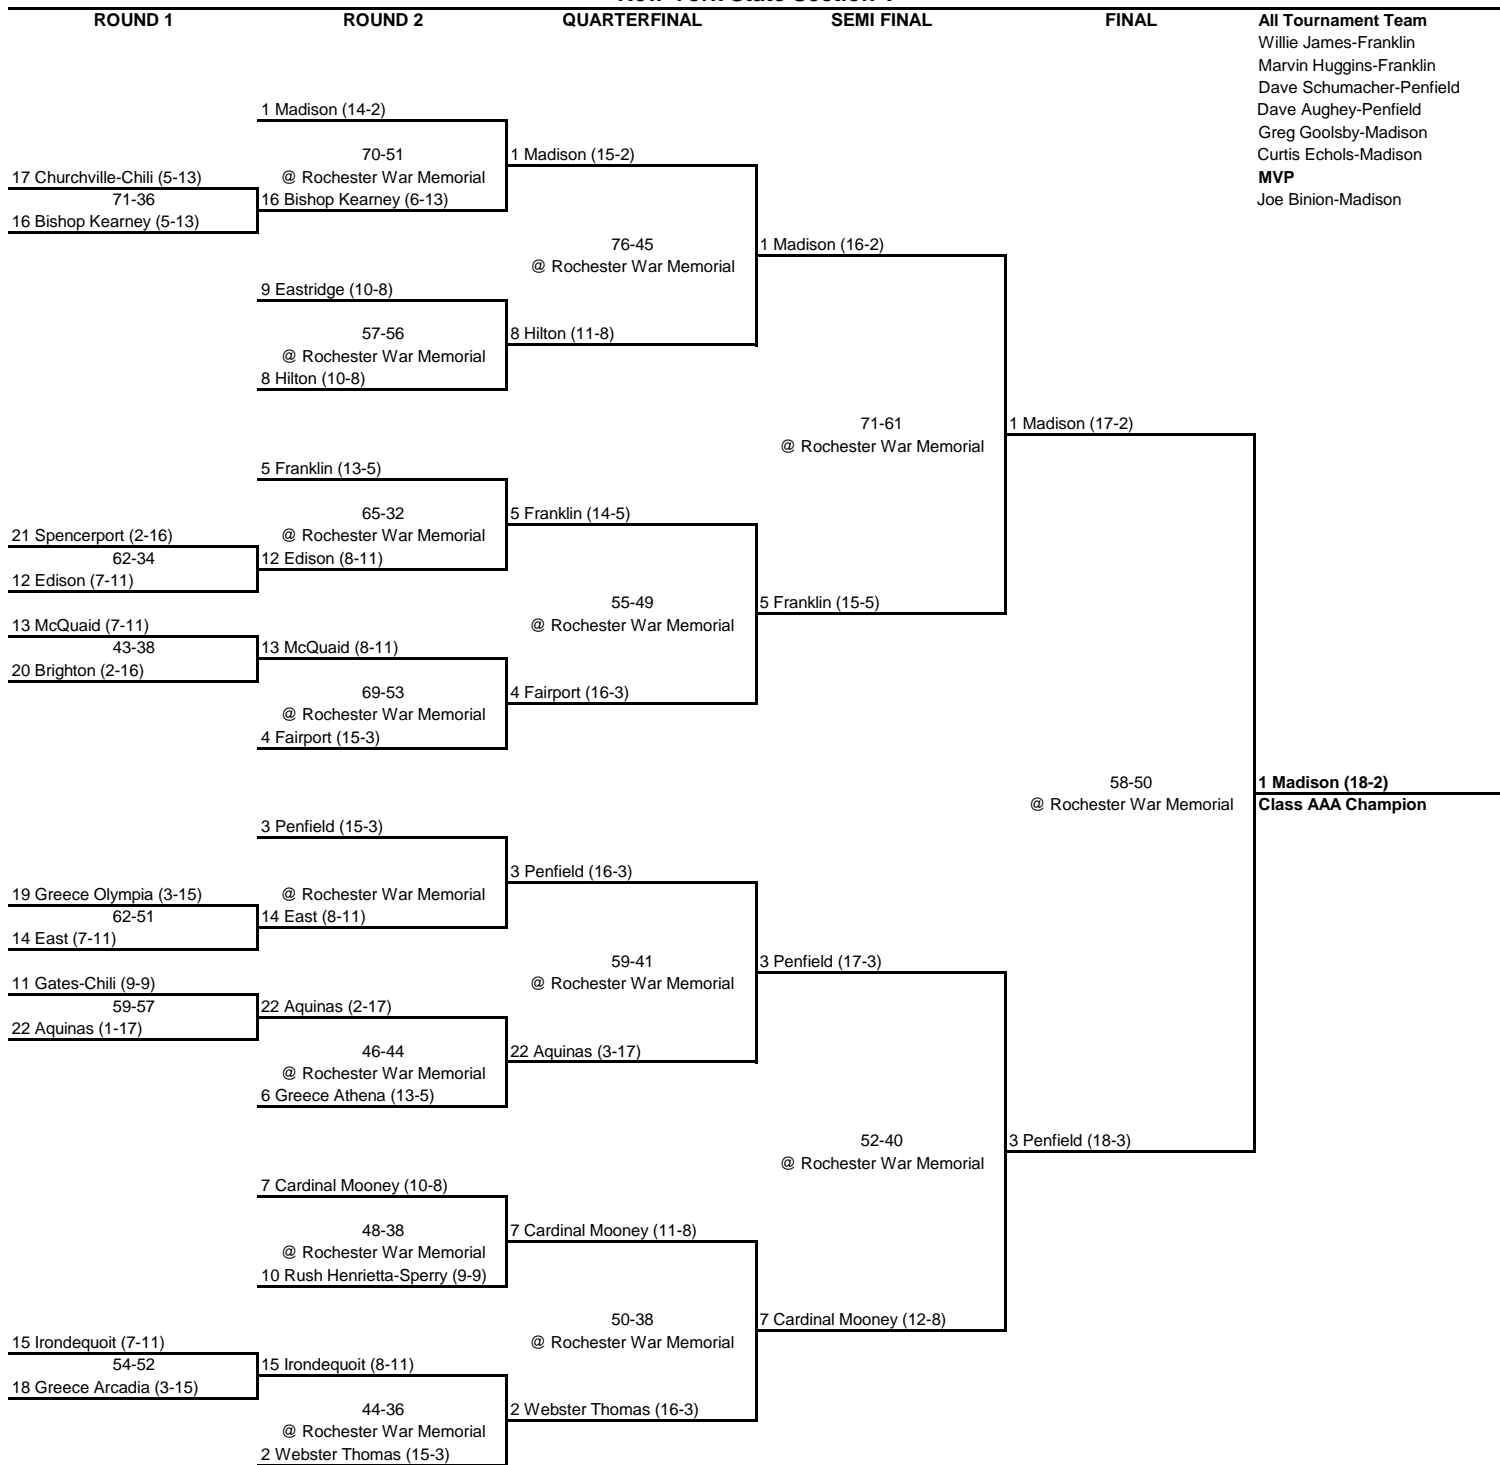 ROUND 1 ROUND 2 QUARTERFINAL SEMI FINAL FINAL All Tournament Team
Willie James-Franklin
Marvin Huggins-Franklin
Dave Schumacher-Penfield
1 Madison (14-2) Dave Aughey-Penfield
Greg Goolsby-Madison
70-51 1 Madison (15-2) Curtis Echols-Madison
17 Churchville-Chili (5-13) @ Rochester War Memorial MVP
71-36 16 Bishop Kearney (6-13) Joe Binion-Madison
16 Bishop Kearney (5-13)
76-45 1 Madison (16-2)
@ Rochester War Memorial
9 Eastridge (10-8)
57-56 8 Hilton (11-8)
@ Rochester War Memorial
8 Hilton (10-8)
71-61 1 Madison (17-2)
@ Rochester War Memorial
5 Franklin (13-5)
65-32 5 Franklin (14-5)
21 Spencerport (2-16) @ Rochester War Memorial
62-34 12 Edison (8-11)
12 Edison (7-11)
55-49 5 Franklin (15-5)
13 McQuaid (7-11) @ Rochester War Memorial
43-38 13 McQuaid (8-11)
20 Brighton (2-16)
69-53 4 Fairport (16-3)
@ Rochester War Memorial
4 Fairport (15-3)
58-50 1 Madison (18-2)
@ Rochester War Memorial Class AAA Champion
3 Penfield (15-3)
3 Penfield (16-3)
19 Greece Olympia (3-15) @ Rochester War Memorial
62-51 14 East (8-11)
14 East (7-11)
59-41 3 Penfield (17-3)
11 Gates-Chili (9-9) @ Rochester War Memorial
59-57 22 Aquinas (2-17)
22 Aquinas (1-17)
46-44 22 Aquinas (3-17)
@ Rochester War Memorial
6 Greece Athena (13-5)
52-40 3 Penfield (18-3)
@ Rochester War Memorial
7 Cardinal Mooney (10-8)
48-38 7 Cardinal Mooney (11-8)
@ Rochester War Memorial
10 Rush Henrietta-Sperry (9-9)
50-38 7 Cardinal Mooney (12-8)
15 Irondequoit (7-11) @ Rochester War Memorial
54-52 15 Irondequoit (8-11)
18 Greece Arcadia (3-15)
44-36 2 Webster Thomas (16-3)
@ Rochester War Memorial
2 Webster Thomas (15-3)